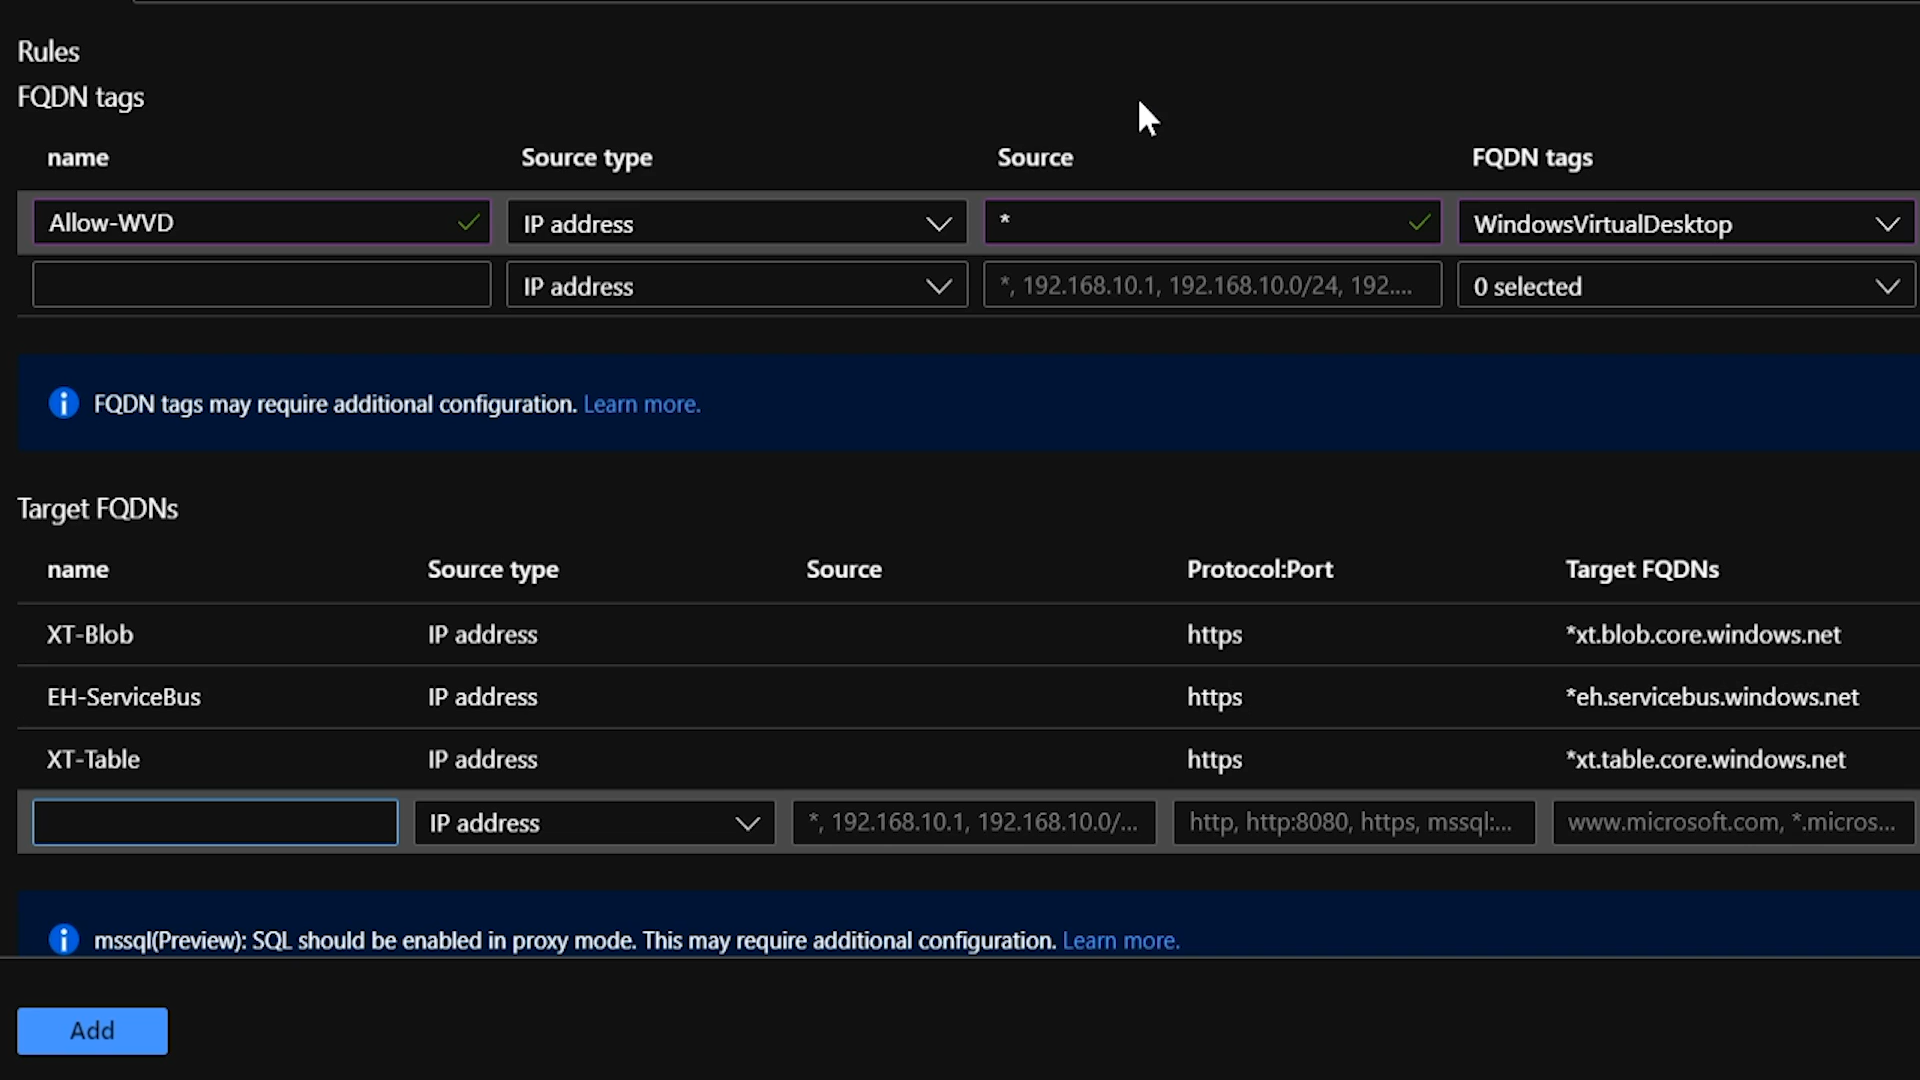 Rules
FQDN tags
name Source type Source FQDN tags
Allow-WVD IP address * WindowsVirtualDesktop
IP address *, 192.168.10.1, 192.168.10.0/24, 192.... 0 selected
FQDN tags may require additional configuration. Learn more.
Target FQDNs
name Source type Source Protocol:Port Target FQDNs
XT-Blob IP address https *xt.blob.core.windows.net
EH-ServiceBus IP address https *eh.servicebus.windows.net
XT-Table IP address https *xt.table.core.windows.net
IP address *, 192.168.10.1, 192.168.10.0/... http, http:8080, https, mssql:... www.microsoft.com, *.micros...
mssql(Preview): SQL should be enabled in proxy mode. This may require additional configuration. Learn more.
Add